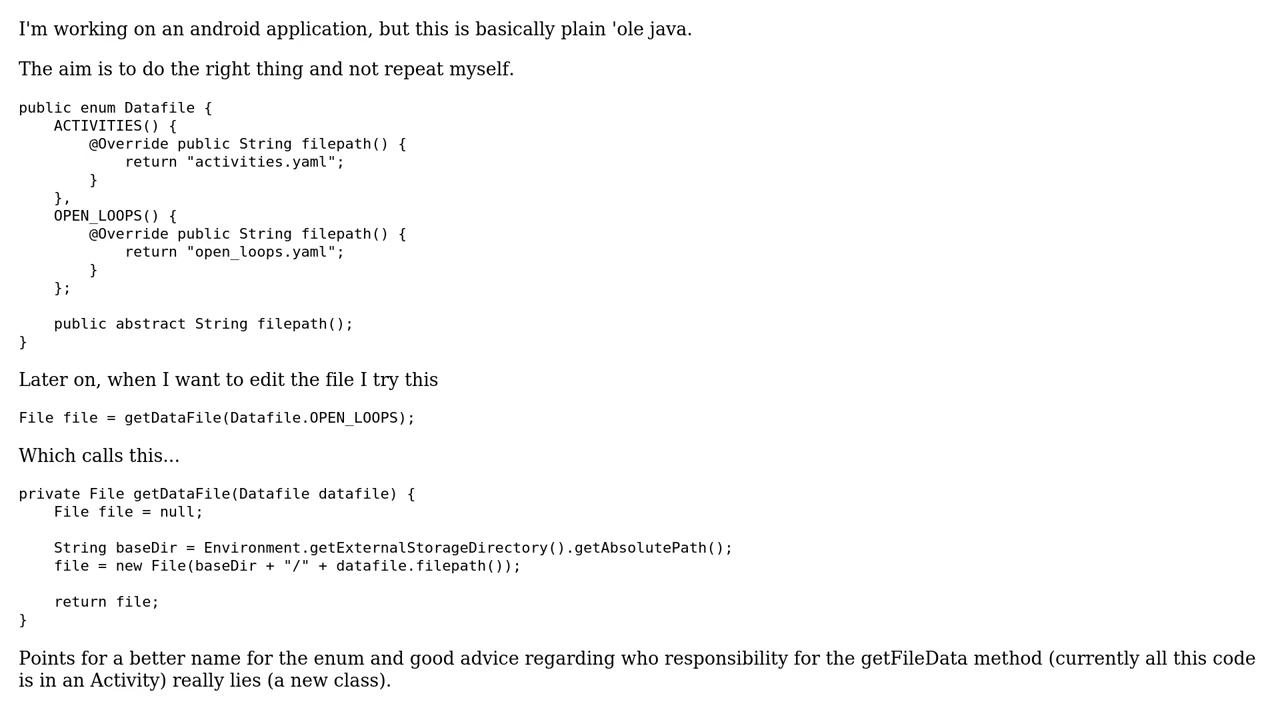 I'm working on an android application, but this is basically plain 'ole java.
The aim is to do the right thing and not repeat myself.
public enum Datafile {
    ACTIVITIES() {
        @Override public String filepath() {
            return "activities.yaml";
        }
    },
    OPEN_LOOPS() {
        @Override public String filepath() {
            return "open_loops.yaml";
        }
    };

    public abstract String filepath();
}
Later on, when I want to edit the file I try this
File file = getDataFile(Datafile.OPEN_LOOPS);
Which calls this...
private File getDataFile(Datafile datafile) {
    File file = null;

    String baseDir = Environment.getExternalStorageDirectory().getAbsolutePath();
    file = new File(baseDir + "/" + datafile.filepath());

    return file;
}
Points for a better name for the enum and good advice regarding who responsibility for the getFileData method (currently all this code
is in an Activity) really lies (a new class).